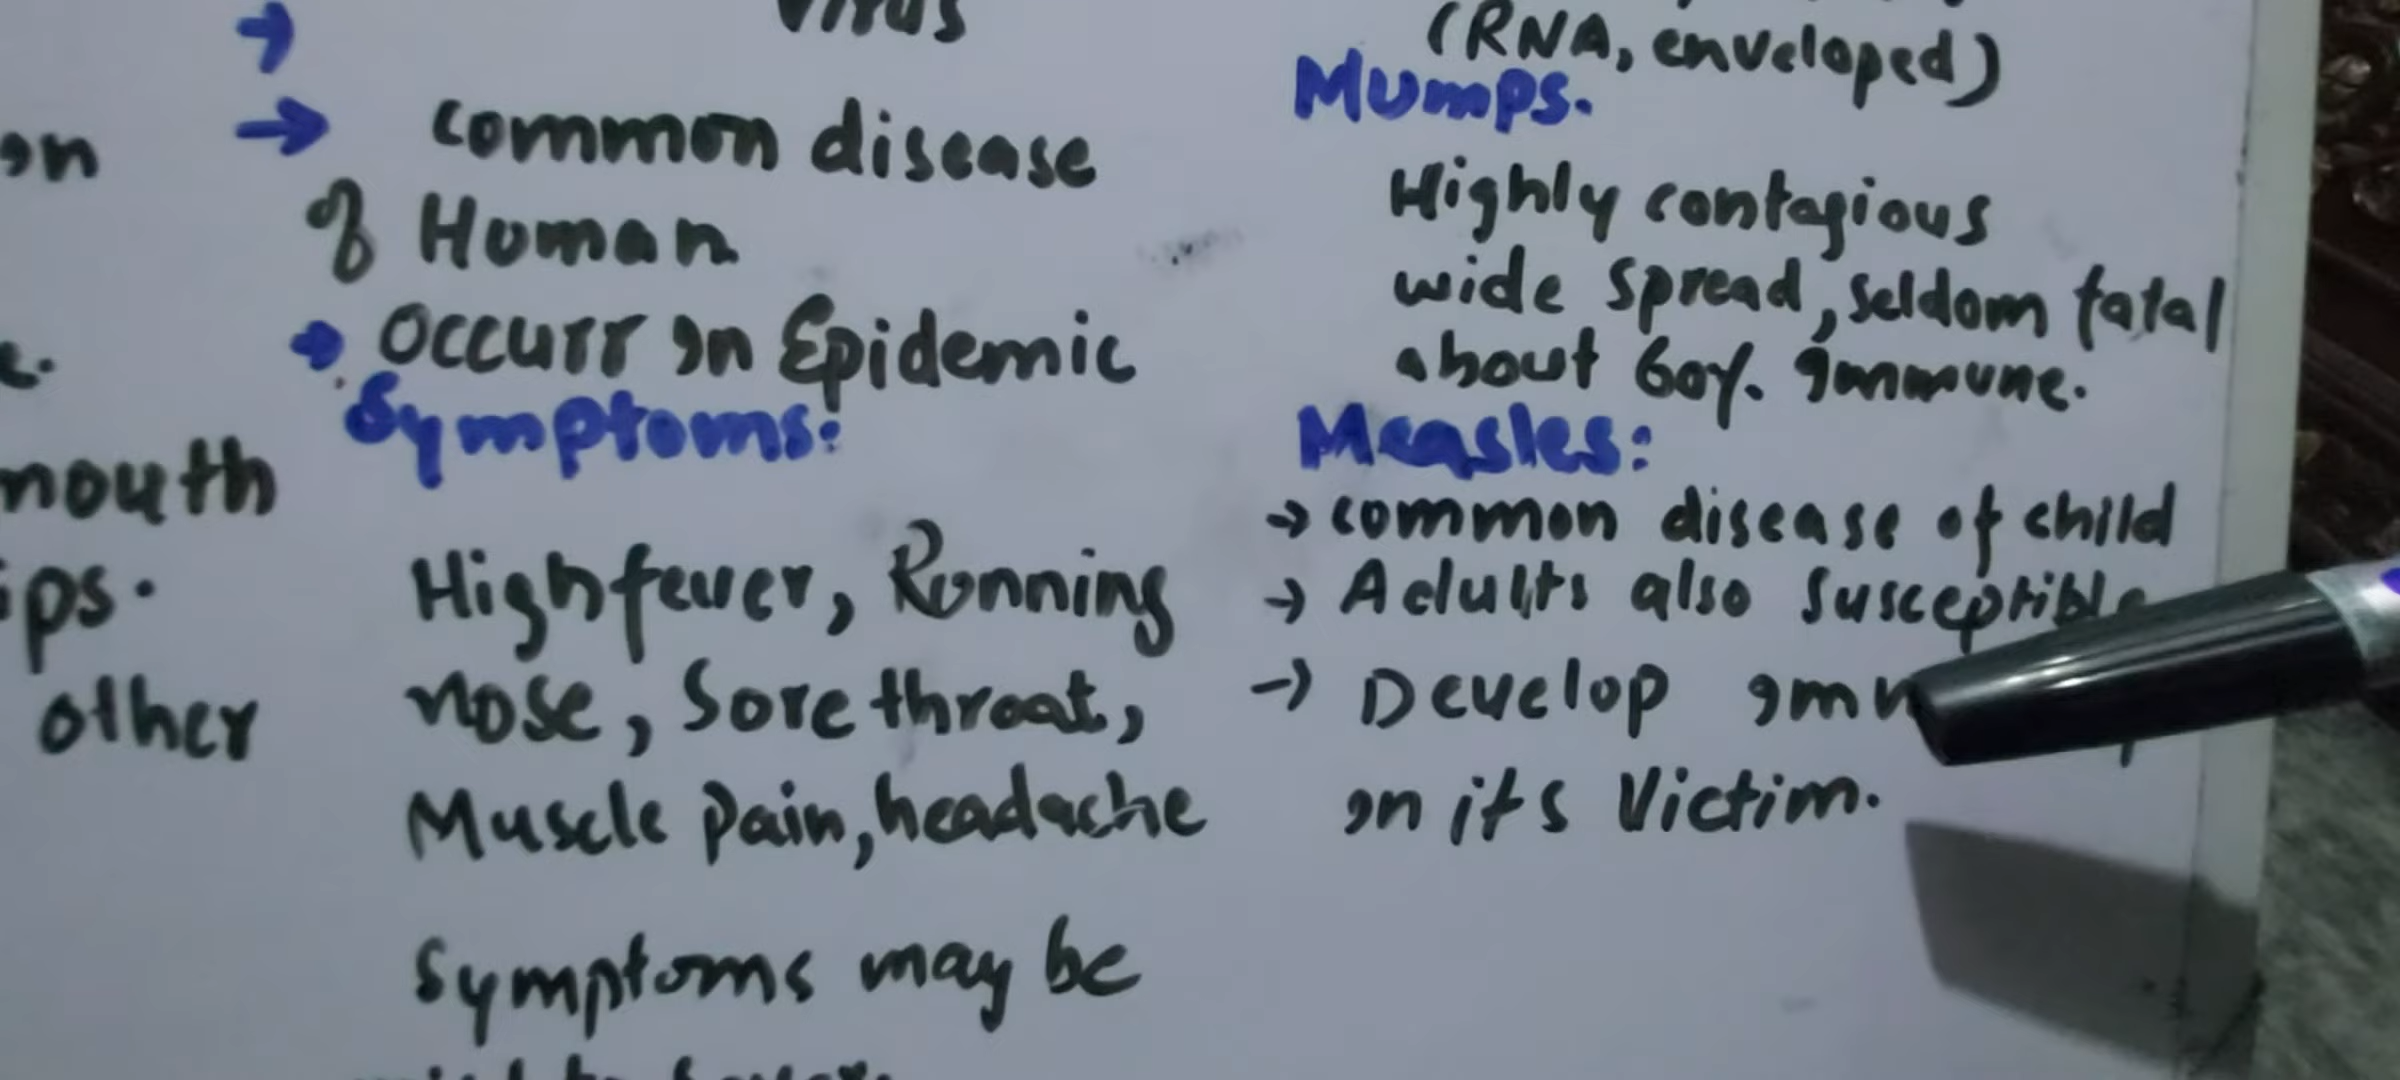 on
e.
mouth
ips.
other
Virus
→
→ common disease
of Human
→ Occurr in Epidemic
Symptoms:
High fever, Running
nose, Sore throat,
Muscle Pain, headache
Symptoms may be
(RNA, enveloped)
Mumps.
Highly contagious
wide spread, seldom fatal
about 60%. immune.
Measles:
→ common disease of child
→ Adults also susceptible
→ Develop
in its Victim.